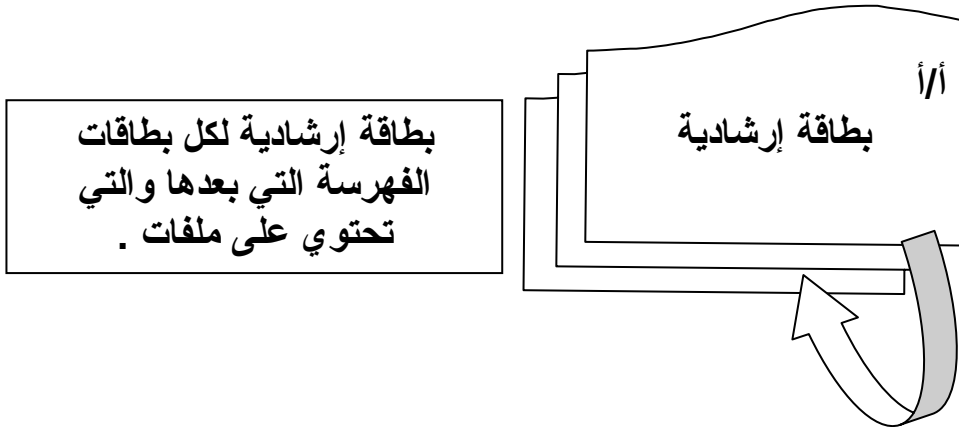 أ/أ
بطاقة إرشادية
بطاقة إرشادية لكل بطاقات
الفهرسة التي بعدها والتي
تحتوي على ملفات .